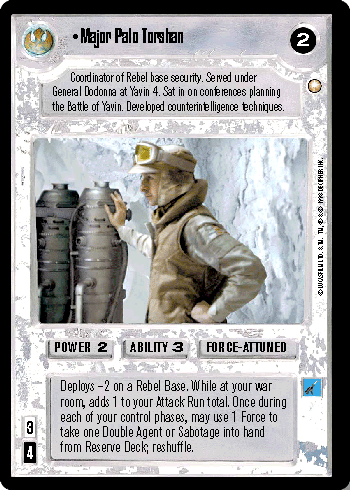 •Major Palo Torshan
2
Coordinator of Rebel base security. Served under
General Dodonna at Yavin 4. Sat in on conferences planning
the Battle of Yavin. Developed counterintelligence techniques.
POWER 2
ABILITY 3
FORCE-ATTUNED
Deploys –2 on a Rebel Base. While at your war
room, adds 1 to your Attack Run total. Once during
each of your control phases, may use 1 Force to
take one Double Agent or Sabotage into hand
from Reserve Deck; reshuffle.
3
4